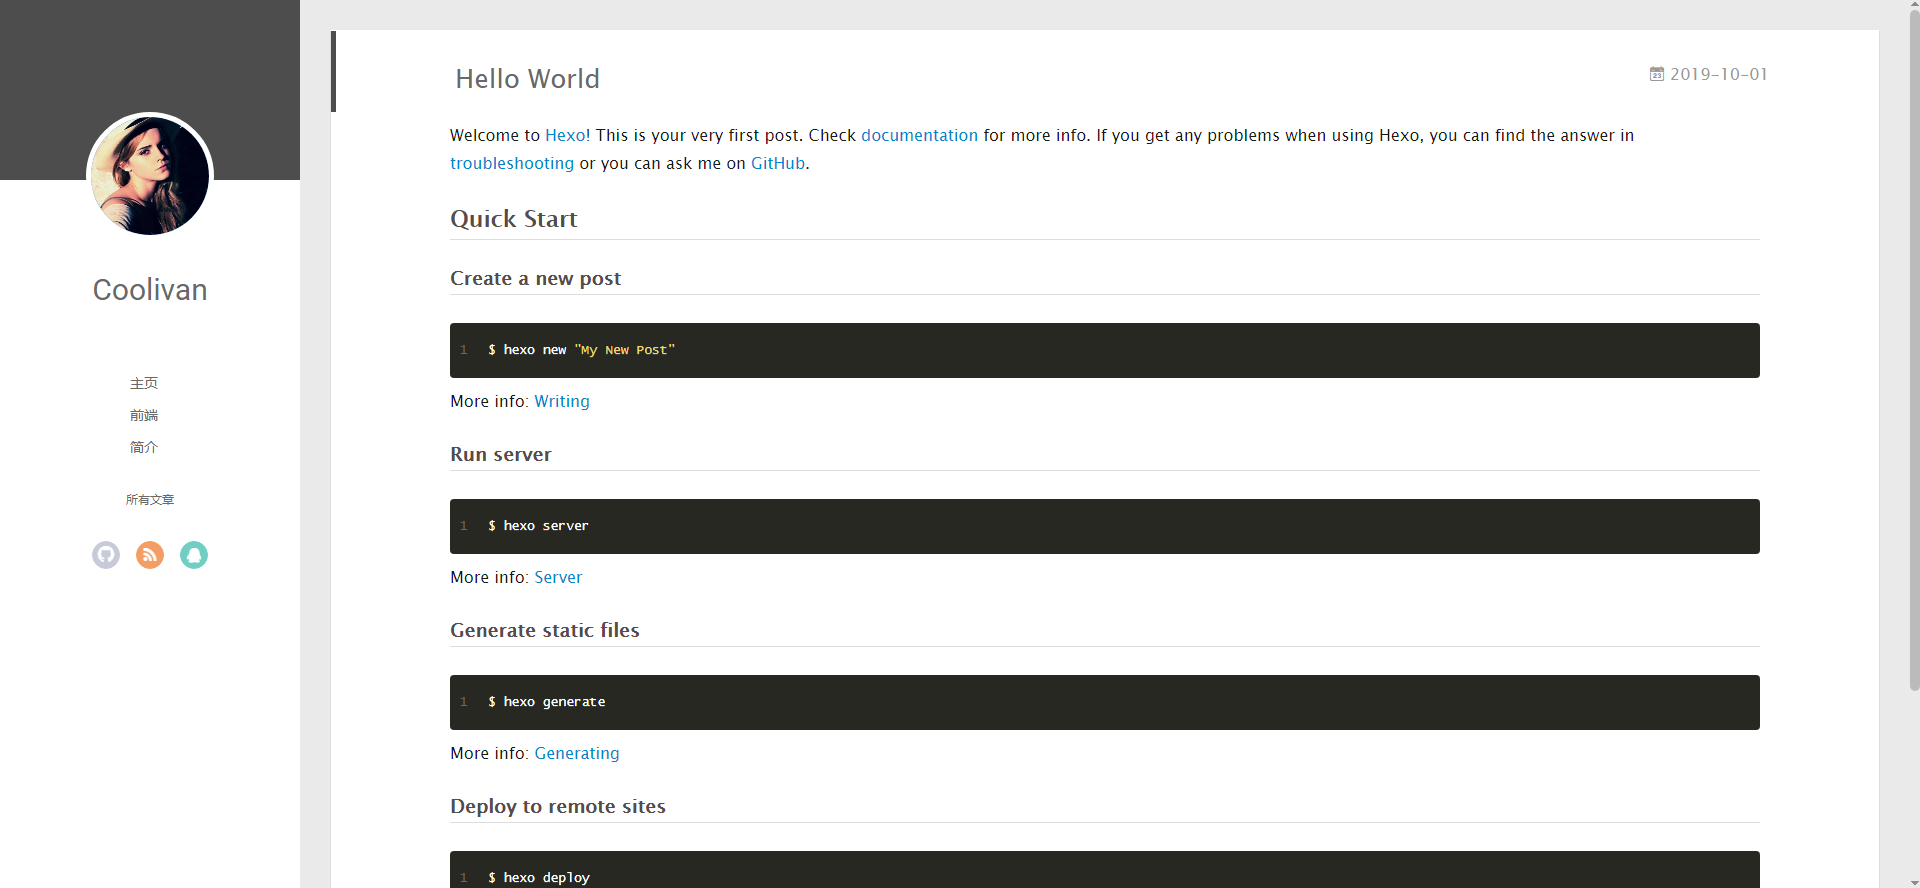 Coolivan
主页
前端
简介
所有文章
Hello World
23 2019-10-01
Welcome to Hexo! This is your very first post. Check documentation for more info. If you get any problems when using Hexo, you can find the answer in
troubleshooting or you can ask me on GitHub.
Quick Start
Create a new post
1 $ hexo new "My New Post"
More info: Writing
Run server
1 $ hexo server
More info: Server
Generate static files
1 $ hexo generate
More info: Generating
Deploy to remote sites
1 $ hexo deploy